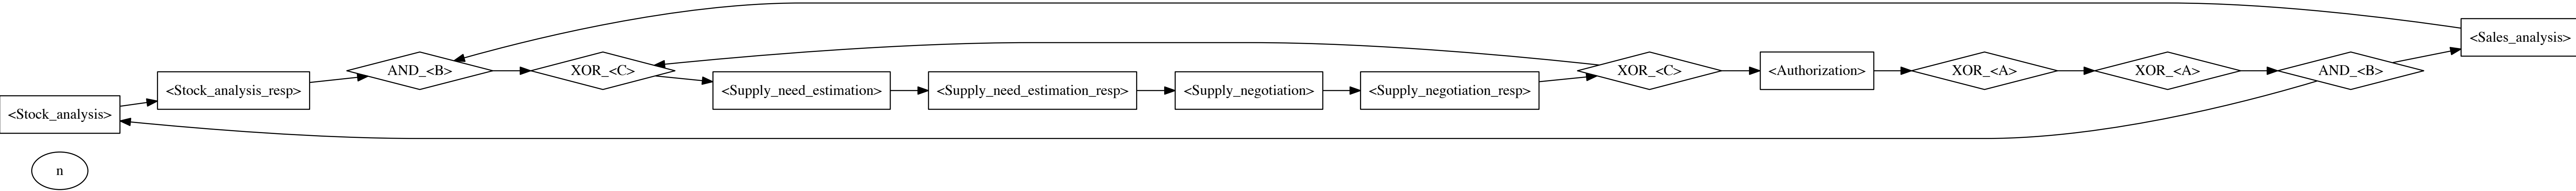 <Sales_analysis>
<Stock_analysis_resp>
AND_<B>
XOR_<C>
XOR_<C>
<Authorization>
XOR_<A>
XOR_<A>
AND_<B>
<Supply_need_estimation>
<Supply_need_estimation_resp>
<Supply_negotiation>
<Supply_negotiation_resp>
<Stock_analysis>
n